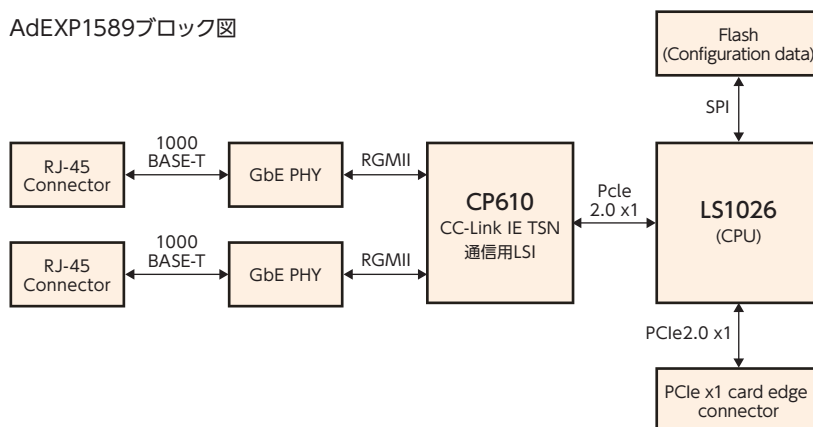 AdEXP1589ブロック図
Flash
(Configuration data)
SPI
RJ-45
Connector
1000
BASE-T
GbE PHY
RGMII
CP610
CC-Link IE TSN
通信用LSI
PcIe
2.0 x1
LS1026
(CPU)
RJ-45
Connector
1000
BASE-T
GbE PHY
RGMII
PCIe2.0 x1
PCIe x1 card edge
connector